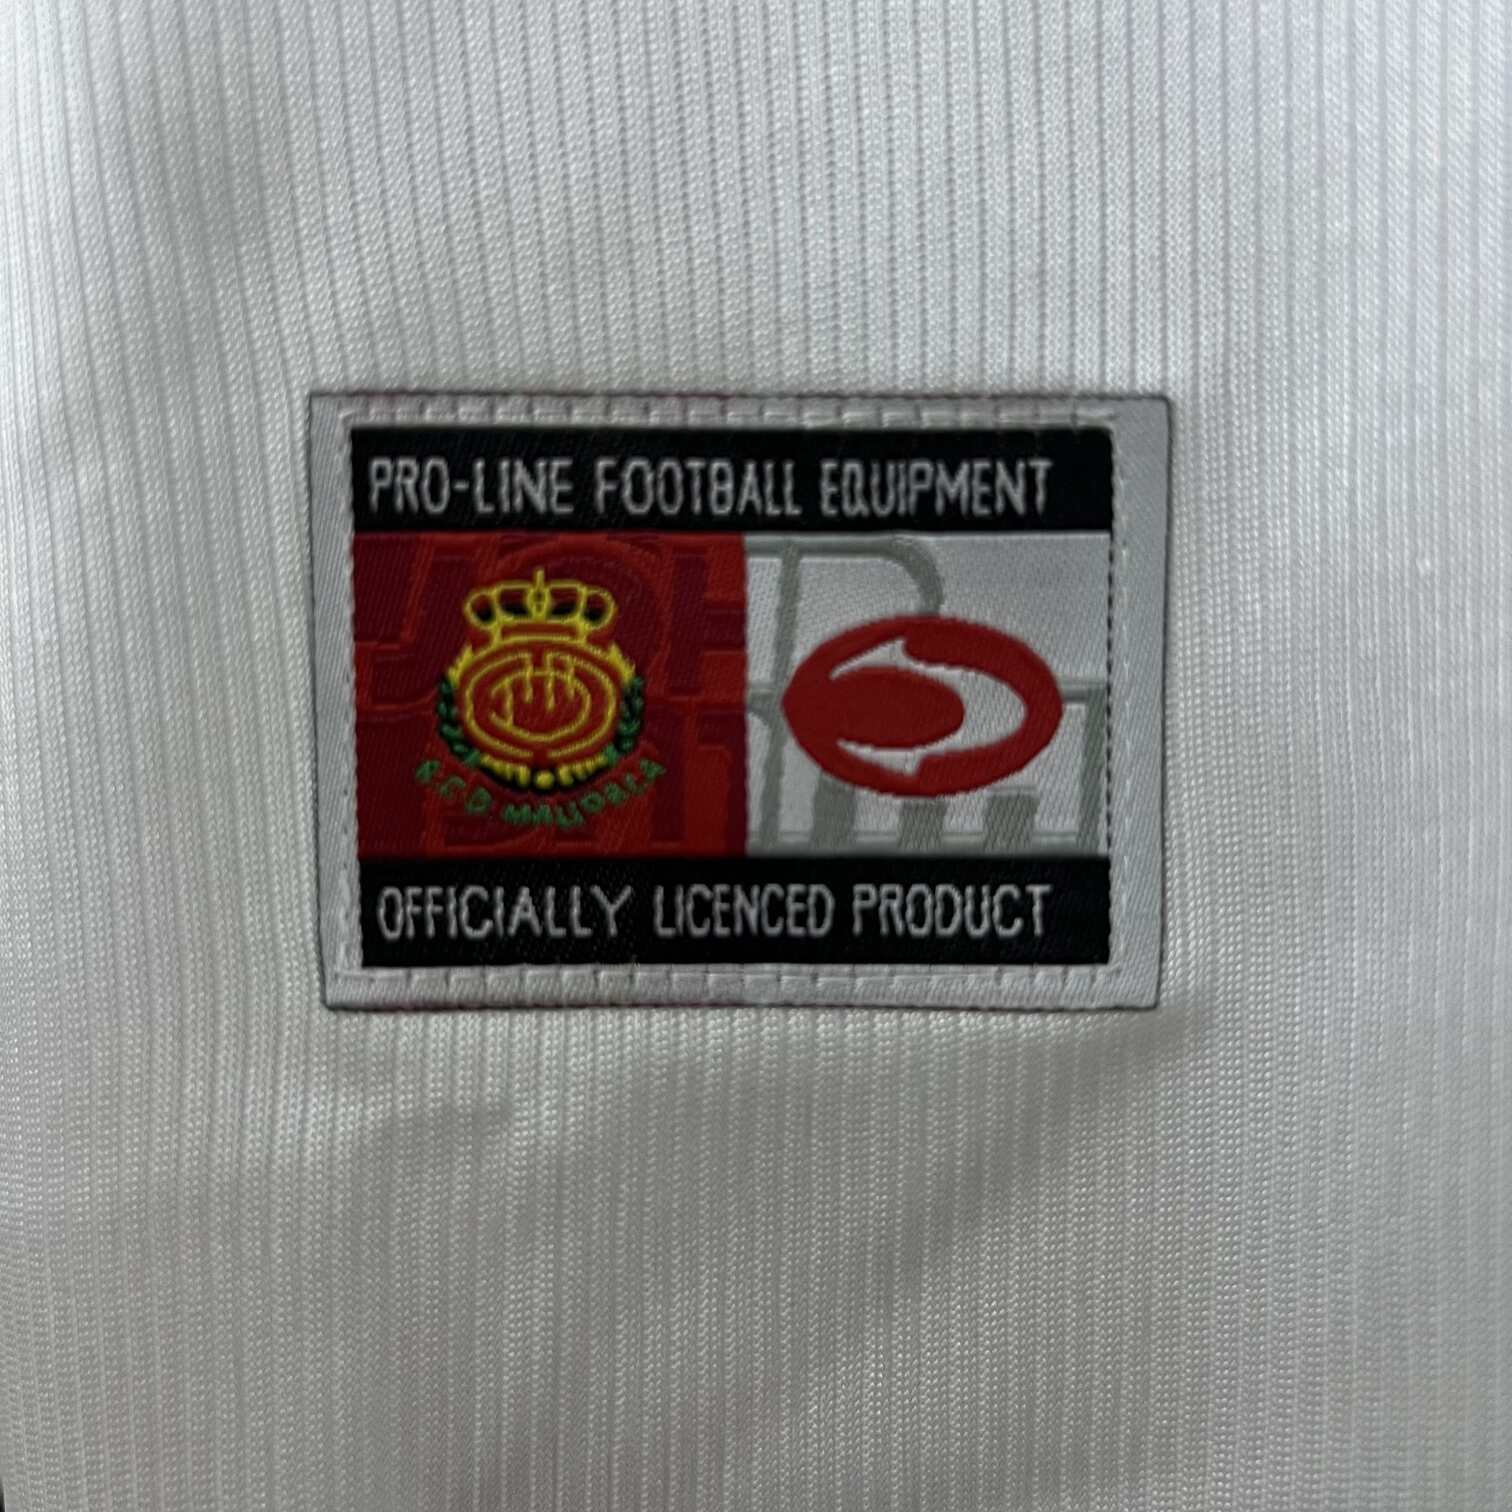 PRO-LINE FOOTBALL EQUIPMENT
R.C.D. MALLORCA
OFFICIALLY LICENCED PRODUCT